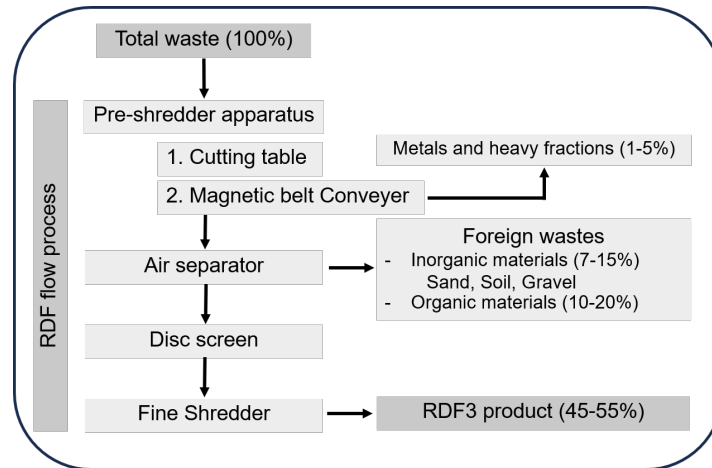 Total waste (100%)
RDF flow process
Pre-shredder apparatus
1. Cutting table
2. Magnetic belt Conveyer
Metals and heavy fractions (1-5%)
Air separator
Foreign wastes
- Inorganic materials (7-15%)
Sand, Soil, Gravel
- Organic materials (10-20%)
Disc screen
Fine Shredder
RDF3 product (45-55%)